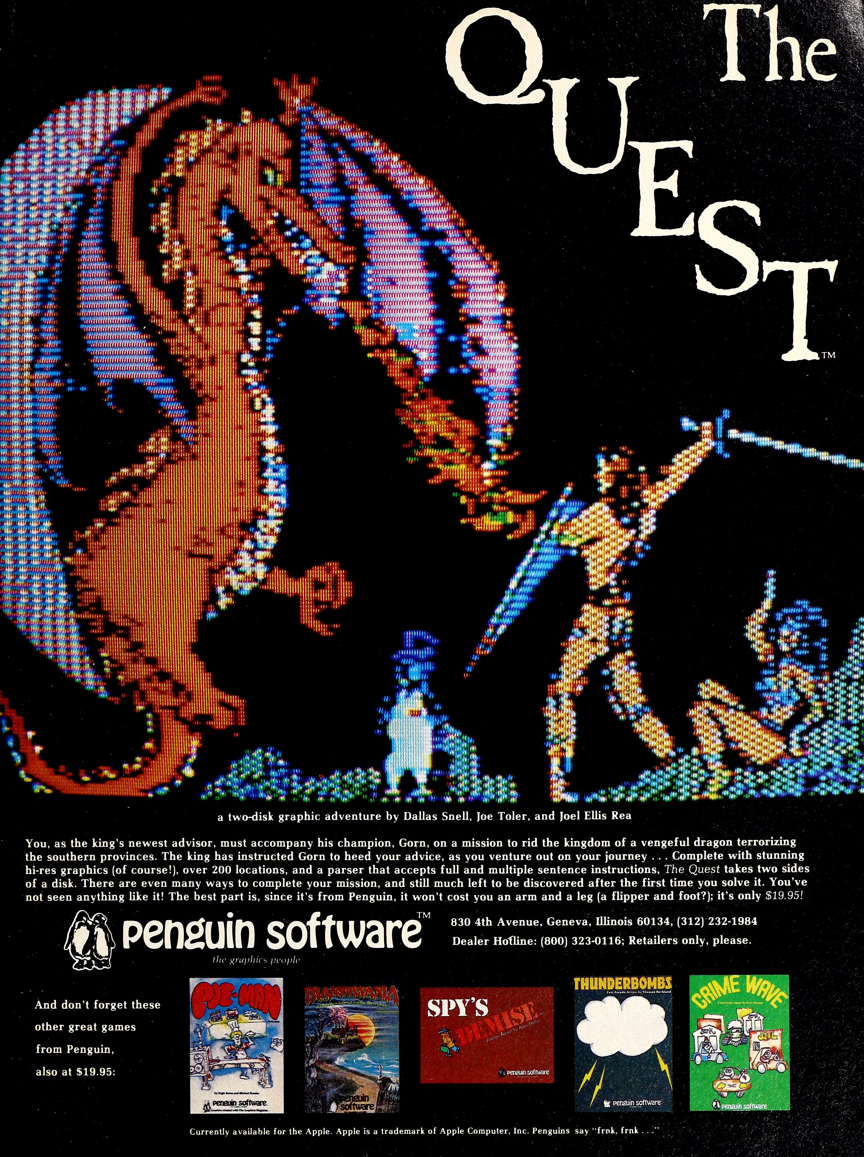 The
QUEST™
a two-disk graphic adventure by Dallas Snell, Joe Toler, and Joel Ellis Rea
You, as the king's newest advisor, must accompany his champion, Gorn, on a mission to rid the kingdom of a vengeful dragon terrorizing
the southern provinces. The king has instructed Gorn to heed your advice, as you venture out on your journey . . . Complete with stunning
hi-res graphics (of course!), over 200 locations, and a parser that accepts full and multiple sentence instructions, The Quest takes two sides
of a disk. There are even many ways to complete your mission, and still much left to be discovered after the first time you solve it. You've
not seen anything like it! The best part is, since it's from Penguin, it won't cost you an arm and a leg (a flipper and foot?); it's only $19.95!
penguin software™
the graphics people
830 4th Avenue, Geneva, Illinois 60134, (312) 232-1984
Dealer Hotline: (800) 323-0116; Retailers only, please.
And don't forget these
other great games
from Penguin,
also at $19.95:
PIE-MAN
penguin software
TRANSYLVANIA
penguin software
SPY'S
DEMISE
penguin software
THUNDERBOMBS
penguin software
CRIME WAVE
penguin software
Currently available for the Apple. Apple is a trademark of Apple Computer, Inc. Penguins say "frnk, frnk . . ."